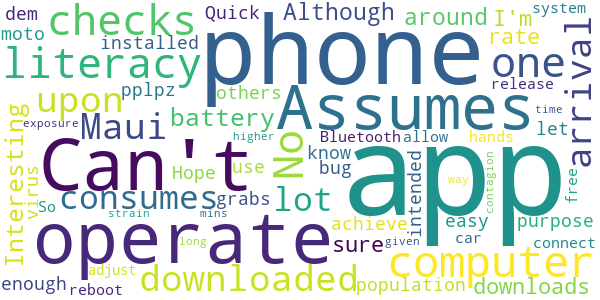 dem checks Quick Although around I'm system
moto installed phone rate
literacy pplpz one arrival
upon others release
battery Assumes
Maui No Bluetooth allow hands time
exposure higher know let
Interesting virus Can't Hope use bug app way contagion free
consumes grabs lot intended
So strain mins achieve easy purpose
operate sure car connect
enough long given computer
adjust downloaded population downloads
reboot